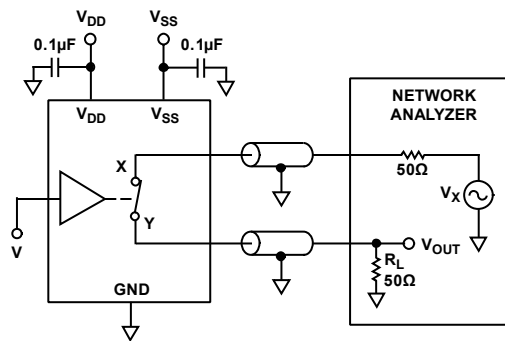 VDD
VSS
0.1µF
0.1µF
VDD
VSS
NETWORK
ANALYZER
X
50Ω
VX
Y
VOUT
V
RL
50Ω
GND